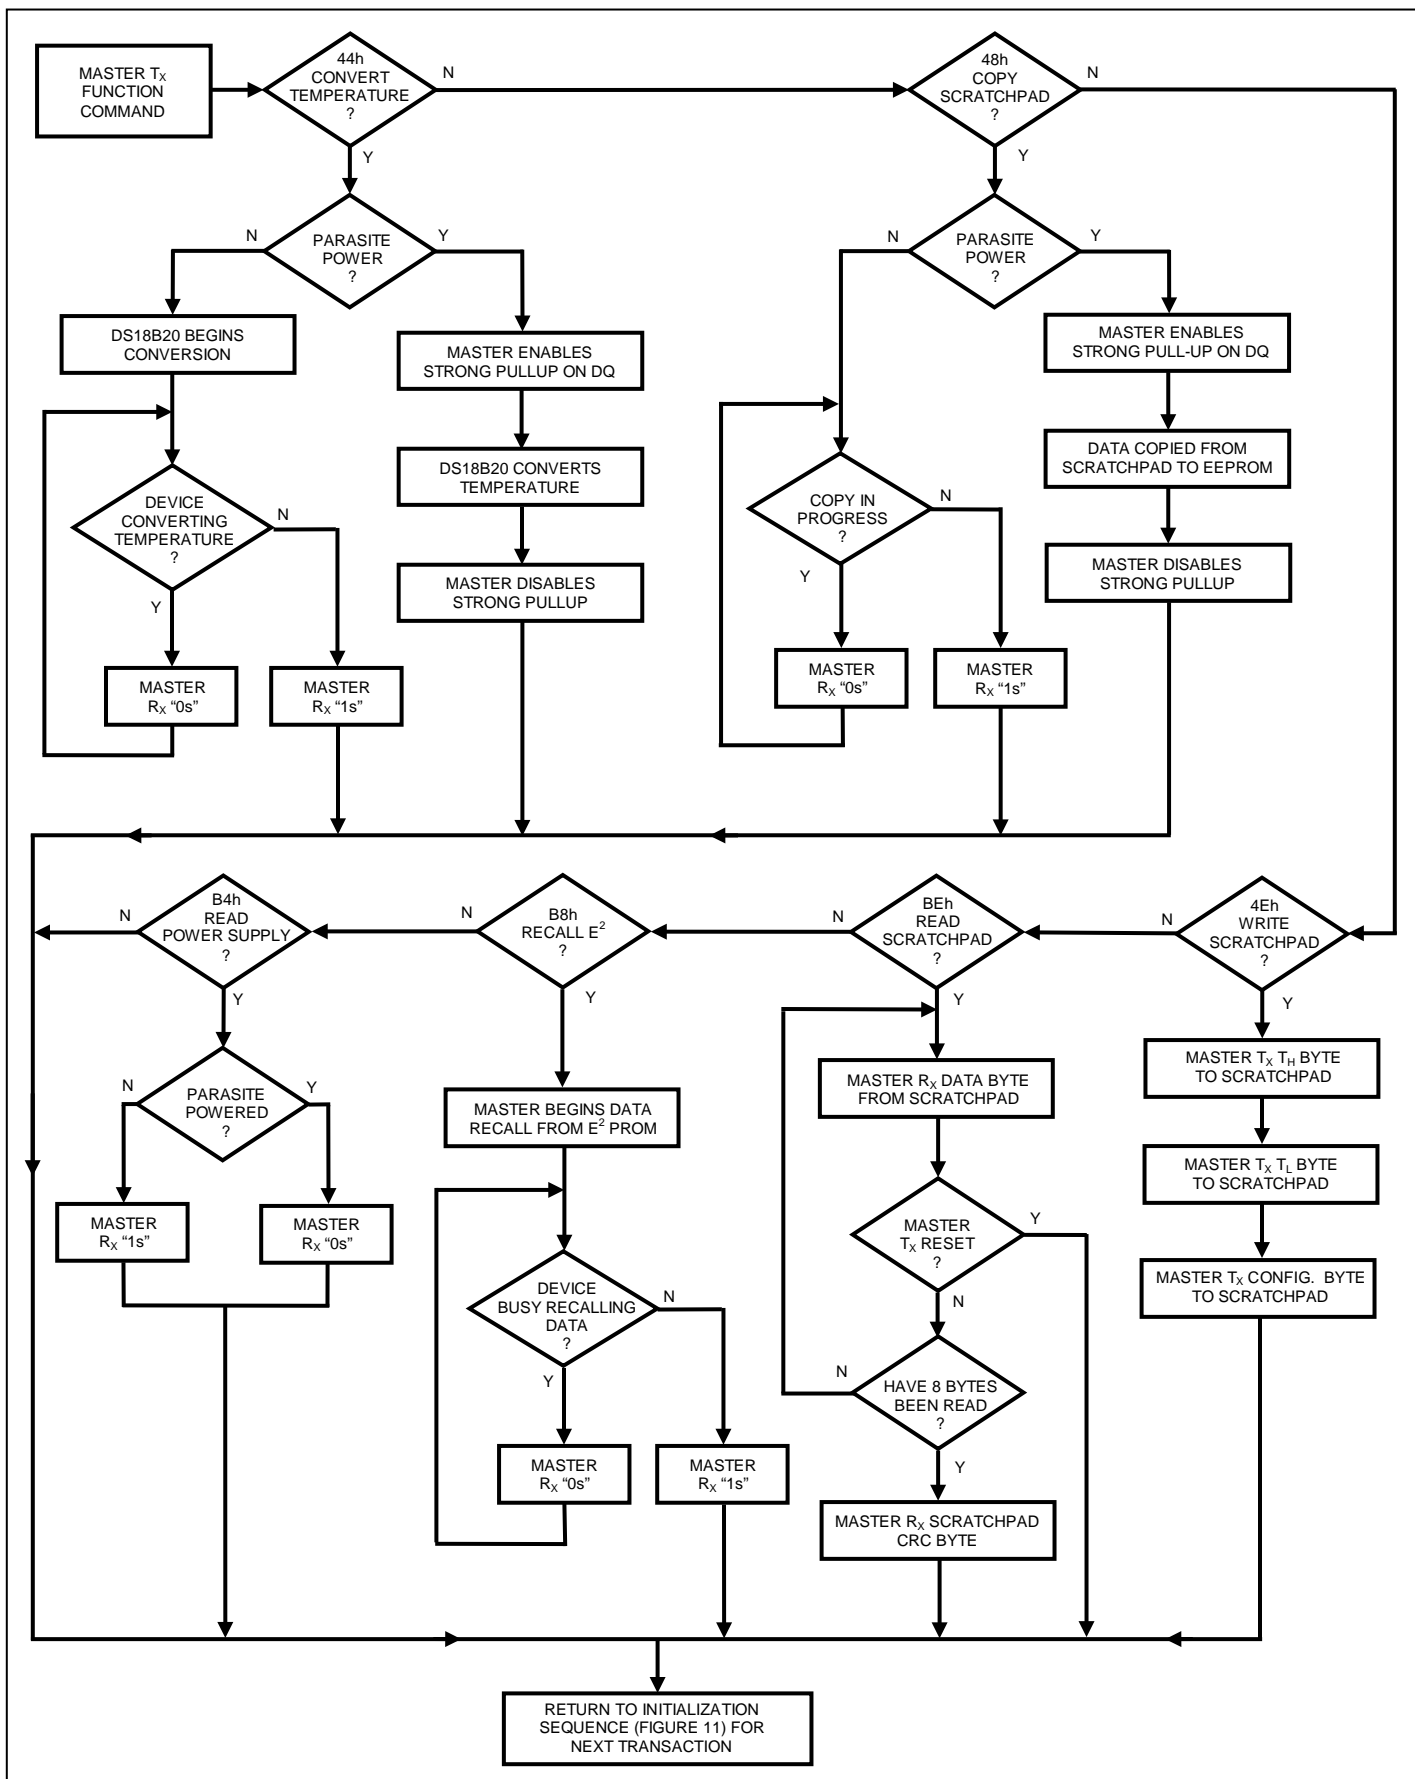 MASTER Tx
FUNCTION
COMMAND
44h
CONVERT
TEMPERATURE
?
N
Y
48h
COPY
SCRATCHPAD
?
N
Y
N
PARASITE
POWER
?
Y
N
PARASITE
POWER
?
Y
DS18B20 BEGINS
CONVERSION
MASTER ENABLES
STRONG PULLUP ON DQ
MASTER ENABLES
STRONG PULL-UP ON DQ
DS18B20 CONVERTS
TEMPERATURE
DATA COPIED FROM
SCRATCHPAD TO EEPROM
DEVICE
CONVERTING
TEMPERATURE
?
N
Y
COPY IN
PROGRESS
?
N
Y
MASTER DISABLES
STRONG PULLUP
MASTER DISABLES
STRONG PULLUP
MASTER
Rx “0s”
MASTER
Rx “1s”
MASTER
Rx “0s”
MASTER
Rx “1s”
N
B4h
READ
POWER SUPPLY
?
Y
N
B8h
RECALL E²
?
Y
N
BEh
READ
SCRATCHPAD
?
Y
N
4Eh
WRITE
SCRATCHPAD
?
Y
N
PARASITE
POWERED
?
Y
MASTER
Rx “1s”
MASTER
Rx “0s”
MASTER BEGINS DATA
RECALL FROM E² PROM
DEVICE
BUSY RECALLING
DATA
?
N
Y
MASTER
Rx “0s”
MASTER
Rx “1s”
MASTER Rx DATA BYTE
FROM SCRATCHPAD
MASTER
Tx RESET
?
Y
N
N
HAVE 8 BYTES
BEEN READ
?
Y
MASTER Rx SCRATCHPAD
CRC BYTE
MASTER Tx TH BYTE
TO SCRATCHPAD
MASTER Tx TL BYTE
TO SCRATCHPAD
MASTER Tx CONFIG. BYTE
TO SCRATCHPAD
RETURN TO INITIALIZATION
SEQUENCE (FIGURE 11) FOR
NEXT TRANSACTION